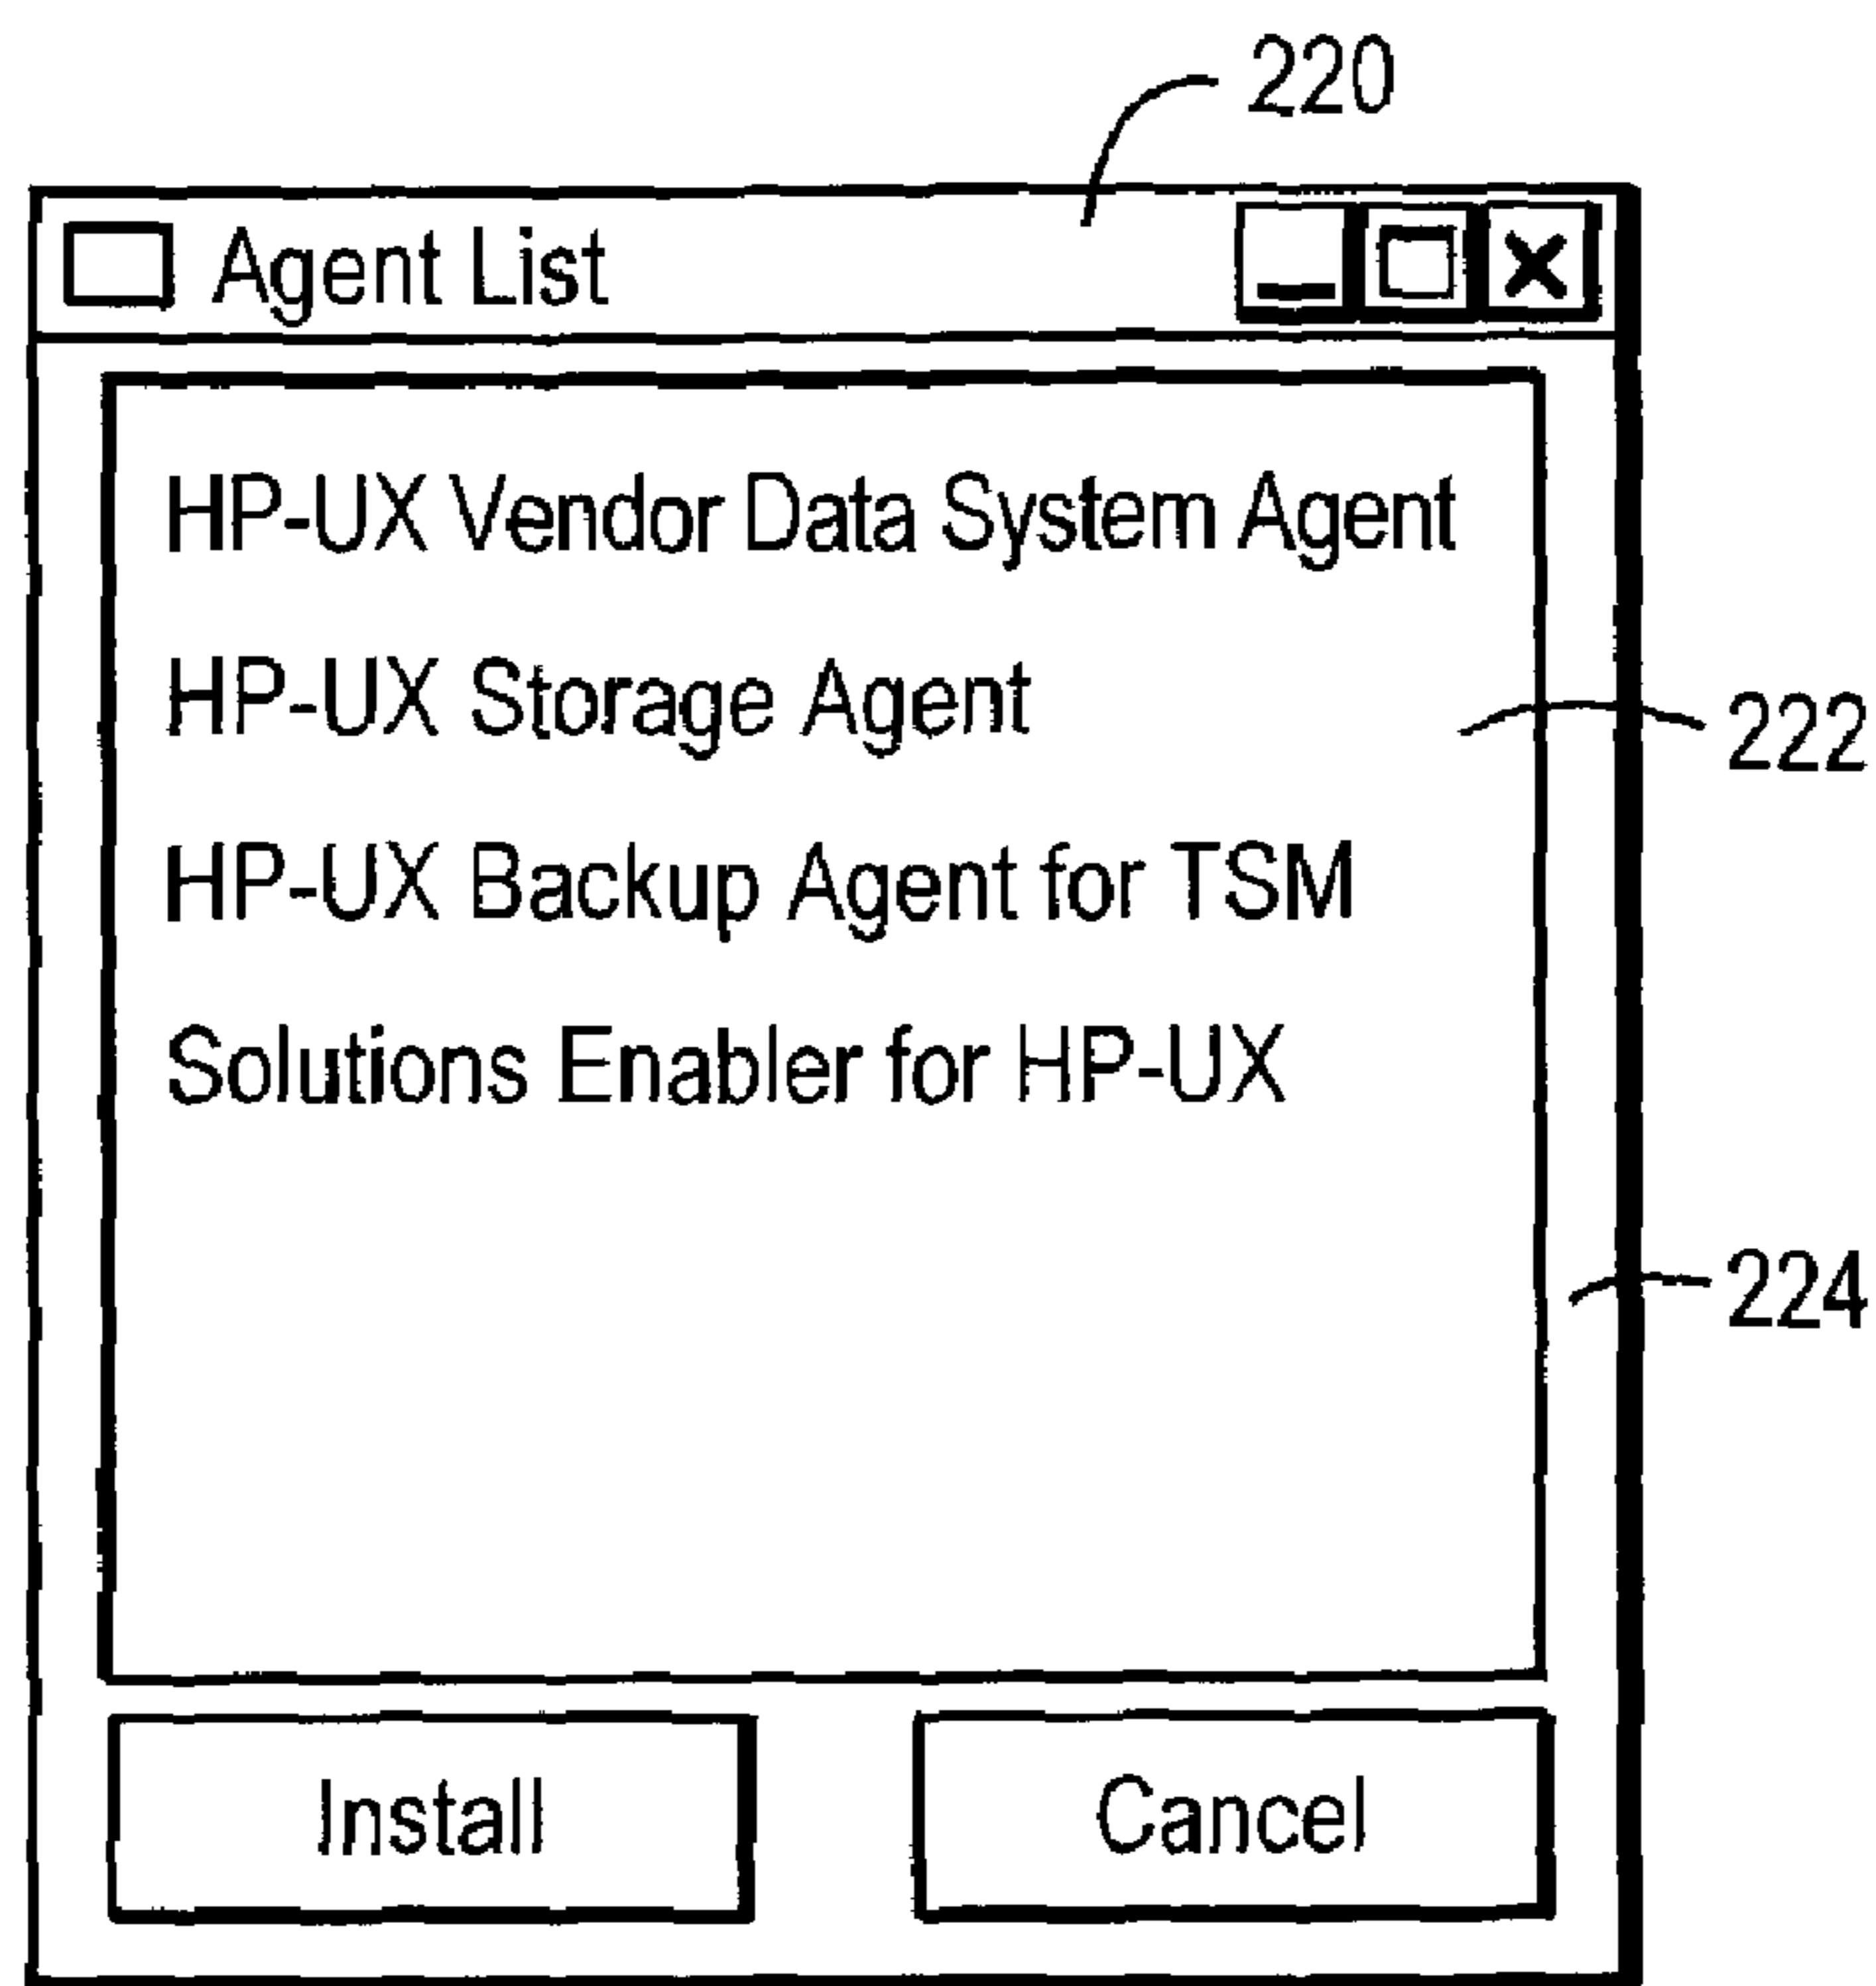 220
Agent List
HP-UX Vendor Data System Agent
HP-UX Storage Agent
222
HP-UX Backup Agent for TSM
Solutions Enabler for HP-UX
224
Install
Cancel